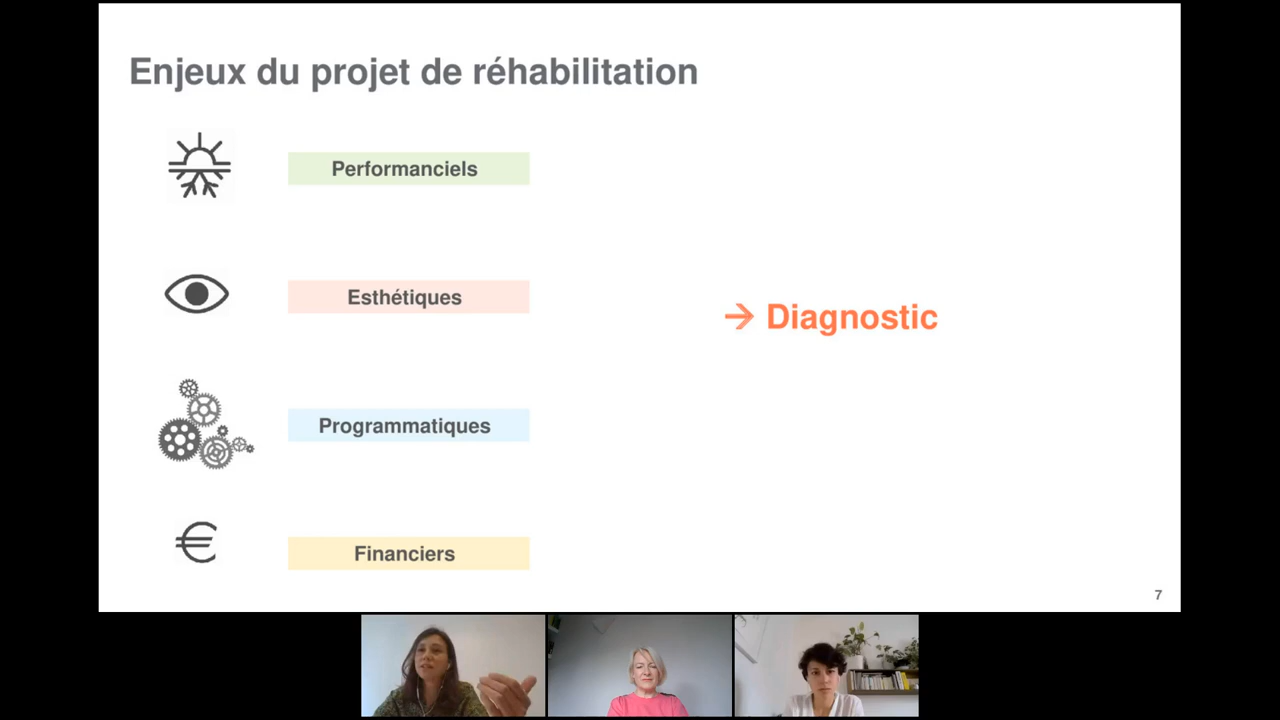 Enjeux du projet de réhabilitation
Performanciels
Esthétiques
→ Diagnostic
Programmatiques
€
Financiers
7